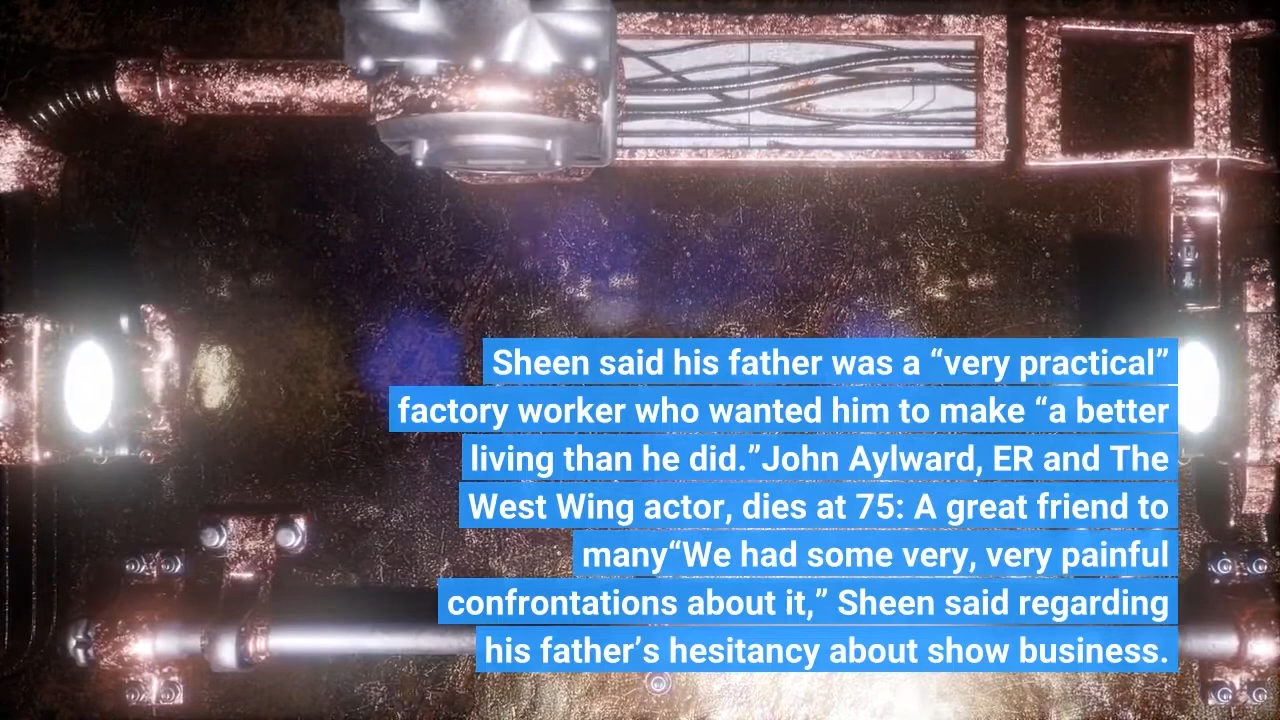 Sheen said his father was a “very practical”
factory worker who wanted him to make “a better
living than he did.”John Aylward, ER and The
West Wing actor, dies at 75: A great friend to
many“We had some very, very painful
confrontations about it,” Sheen said regarding
his father’s hesitancy about show business.